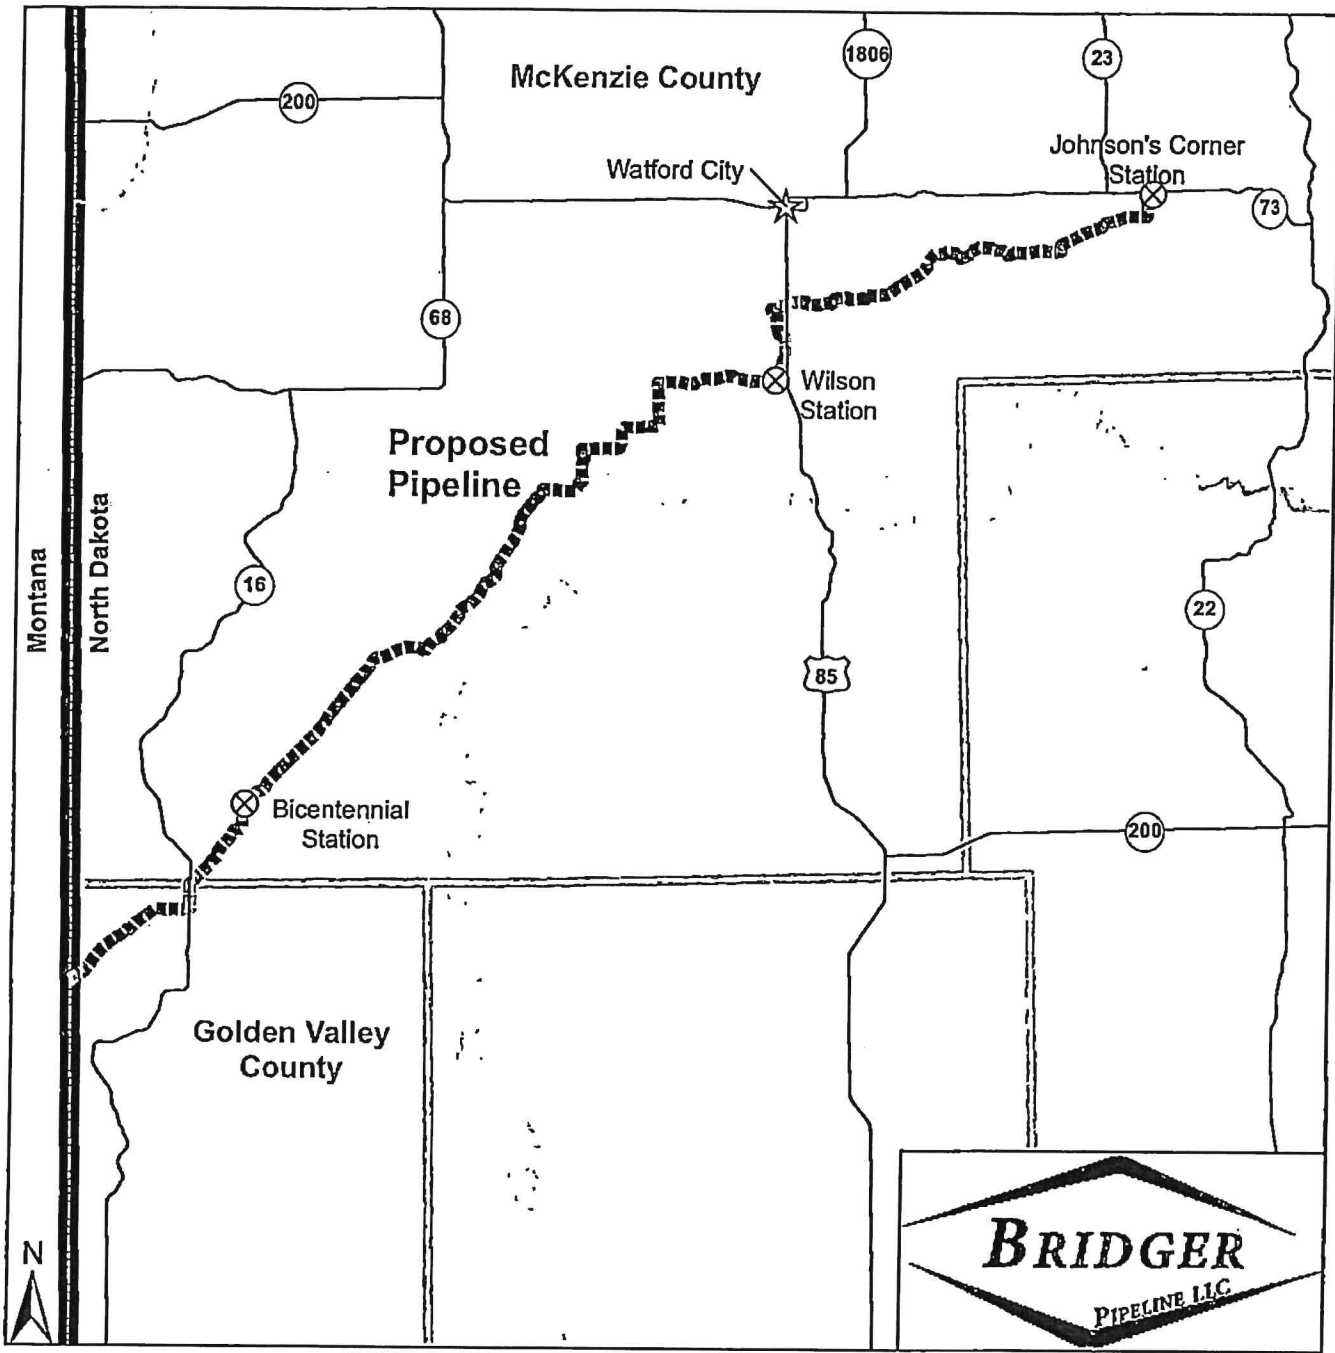 McKenzie County
1806
23
200
Johnson's Corner
Station
Watford City
73
68
Wilson
Station
Proposed
Pipeline
Montana
North Dakota
16
22
85
Bicentennial
Station
200
Golden Valley
County
N
BRIDGER
PIPELINE LLC